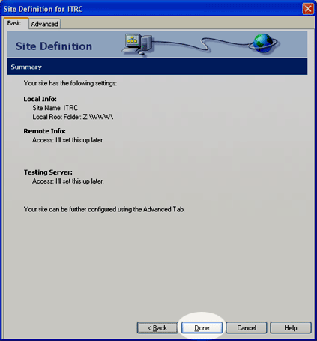 Site Definition for ITRC
Basic
Advanced
Site Definition
Summary
Your site has the following settings:
Local Info:
Site Name: ITRC
Local Root Folder: Z:\WWW\
Remote Info:
Access: I'll set this up later
Testing Server:
Access: I'll set this up later
Your site can be further configured using the Advanced Tab
< Back
Done
Cancel
Help